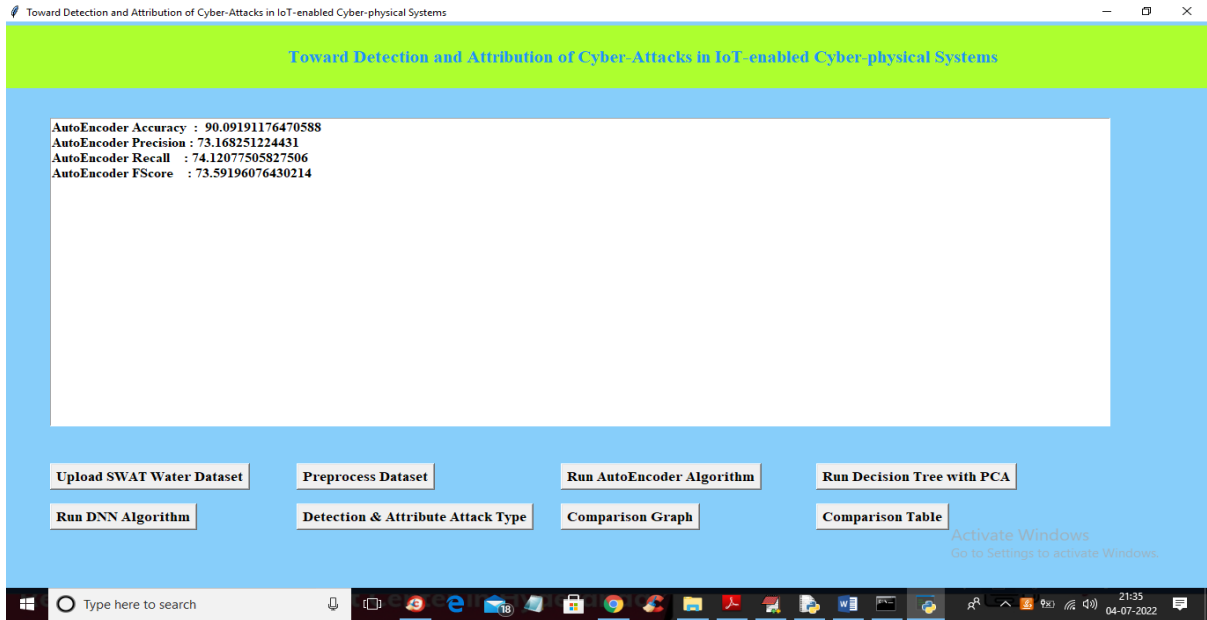 Toward Detection and Attribution of Cyber-Attacks in IoT-enabled Cyber-physical Systems
Toward Detection and Attribution of Cyber-Attacks in IoT-enabled Cyber-physical Systems
AutoEncoder Accuracy : 90.09191176470588
AutoEncoder Precision : 73.168251224431
AutoEncoder Recall : 74.12077505827506
AutoEncoder FScore : 73.59196076430214
Upload SWAT Water Dataset
Preprocess Dataset
Run AutoEncoder Algorithm
Run Decision Tree with PCA
Run DNN Algorithm
Detection & Attribute Attack Type
Comparison Graph
Comparison Table
Activate Windows
Go to Settings to activate Windows.
Type here to search
18
21:35
04-07-2022